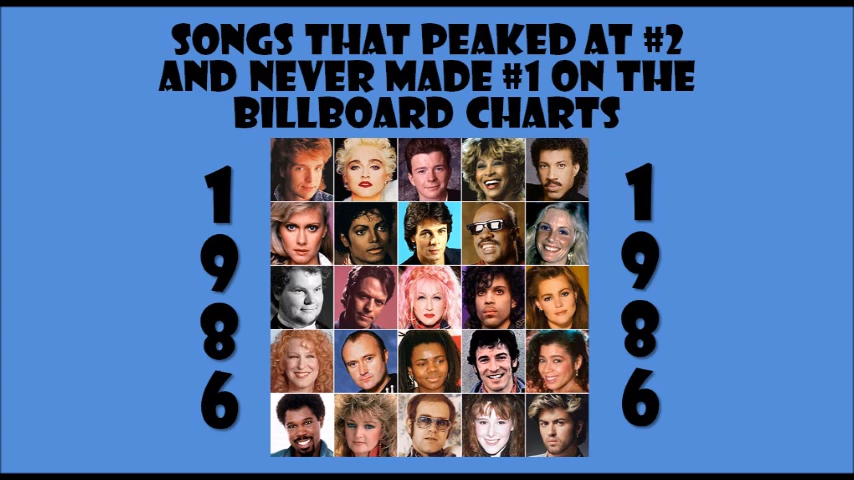 SONGS THAT PEAKED AT #2
AND NEVER MADE #1 ON THE
BILLBOARD CHARTS
1986
1986